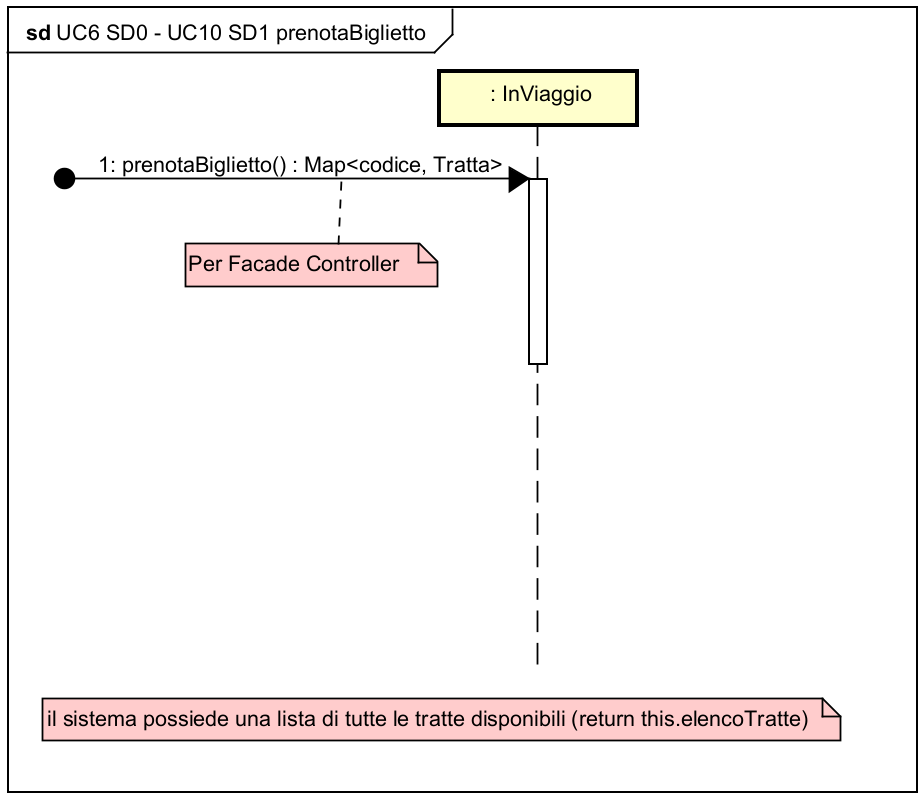 sd UC6 SD0 - UC10 SD1 prenotaBiglietto
: InViaggio
1: prenotaBiglietto() : Map<codice, Tratta>
Per Facade Controller
il sistema possiede una lista di tutte le tratte disponibili (return this.elencoTratte)